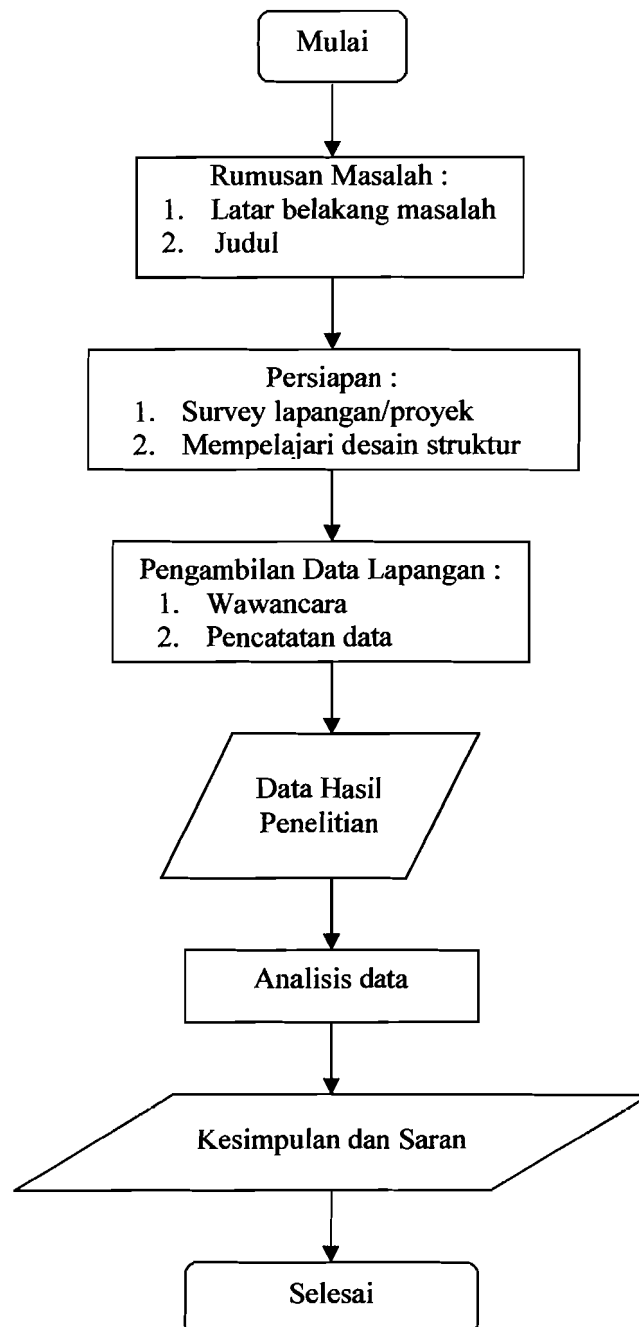 Mulai
Rumusan Masalah :
1. Latar belakang masalah
2. Judul
Persiapan :
1. Survey lapangan/proyek
2. Mempelajari desain struktur
Pengambilan Data Lapangan :
1. Wawancara
2. Pencatatan data
Data Hasil
Penelitian
Analisis data
Kesimpulan dan Saran
Selesai